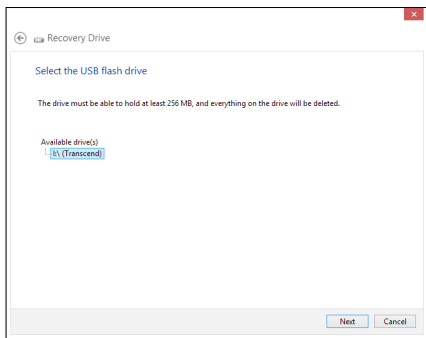 Recovery Drive
Select the USB flash drive
The drive must be able to hold at least 256 MB, and everything on the drive will be deleted.
Available drive(s)
I:\ (Transcend)
Next
Cancel